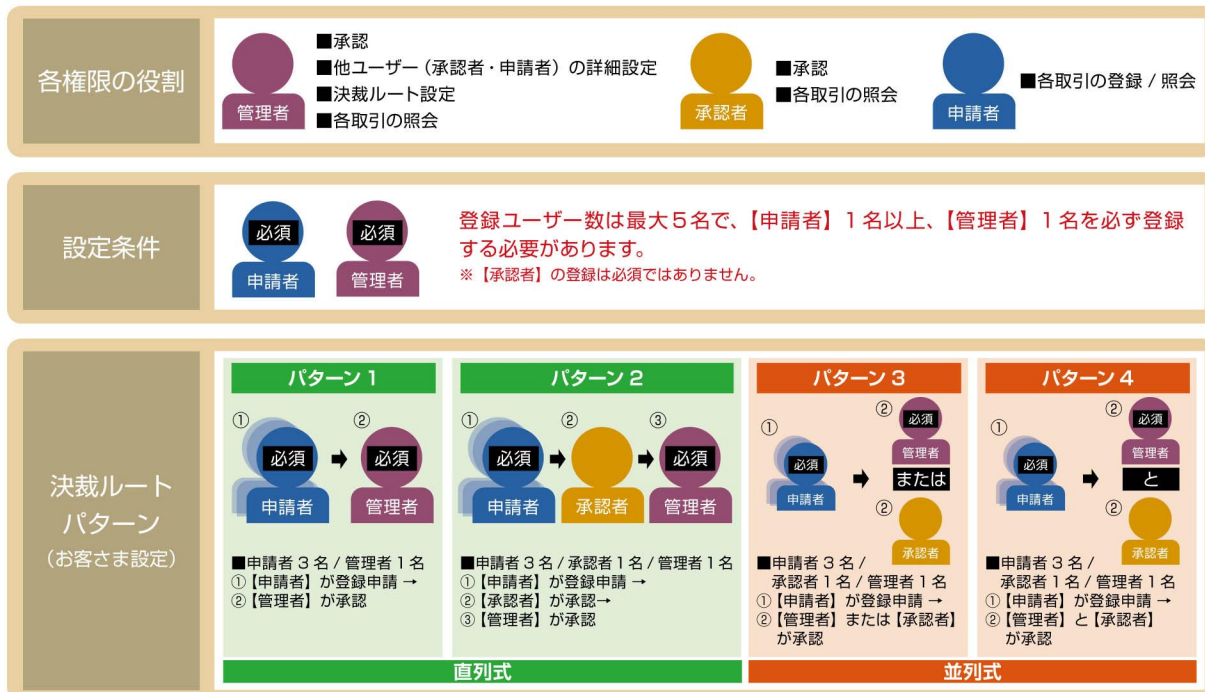 各権限の役割
管理者
■承認
■他ユーザー（承認者・申請者）の詳細設定
■決裁ルート設定
■各取引の照会
承認者
■承認
■各取引の照会
申請者
■各取引の登録 / 照会
設定条件
必須
申請者
必須
管理者
登録ユーザー数は最大５名で、【申請者】１名以上、【管理者】１名を必ず登録
する必要があります。
※【承認者】の登録は必須ではありません。
決裁ルート
パターン
（お客さま設定）
パターン 1
①
必須
申請者
➡
②
必須
管理者
■申請者 3 名 / 管理者 1 名
①【申請者】が登録申請 →
②【管理者】が承認
パターン 2
①
必須
申請者
➡
②
承認者
➡
③
必須
管理者
■申請者 3 名 / 承認者 1 名 / 管理者 1 名
①【申請者】が登録申請 →
②【承認者】が承認→
③【管理者】が承認
直列式
パターン 3
①
必須
申請者
➡
②
必須
管理者
または
②
承認者
■申請者 3 名 /
承認者 1 名 / 管理者 1 名
①【申請者】が登録申請 →
②【管理者】または【承認者】
が承認
パターン 4
①
必須
申請者
➡
②
必須
管理者
と
②
承認者
■申請者 3 名 /
承認者 1 名 / 管理者 1 名
①【申請者】が登録申請 →
②【管理者】と【承認者】
が承認
並列式